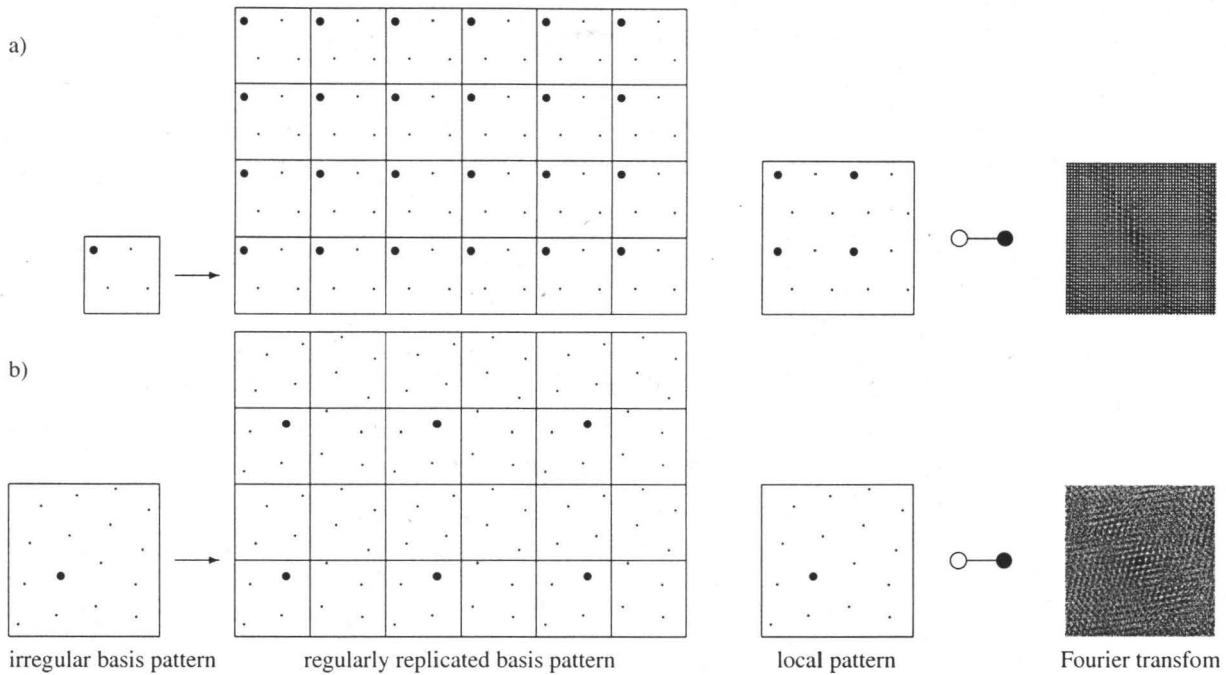 a)
b)
irregular basis pattern
regularly replicated basis pattern
local pattern
Fourier transfom